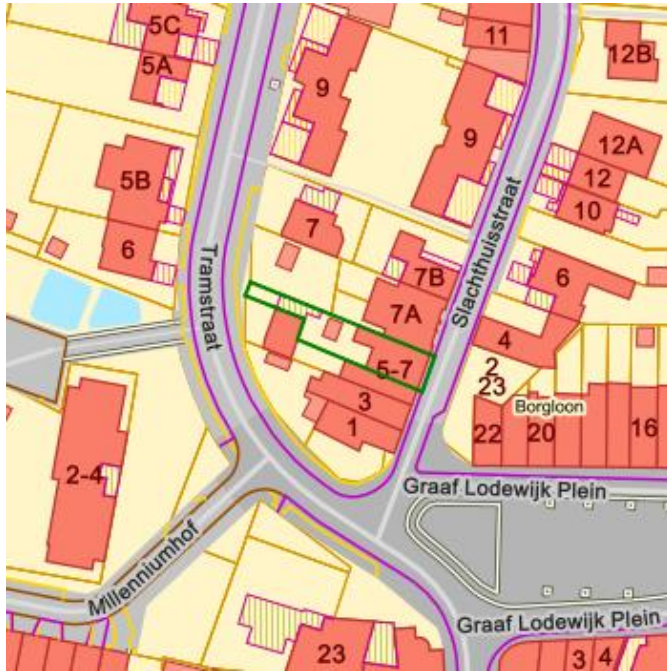 5C
11
5A
9
12B
9
12A
5B
12
10
7
6
Tramstraat
Slachthuisstraat
7B
6
7A
4
5-7
2
23
3
Borgloon
1
22
20
16
2-4
Graaf Lodewijk Plein
Millenniumhof
Graaf Lodewijk Plein
23
3
4